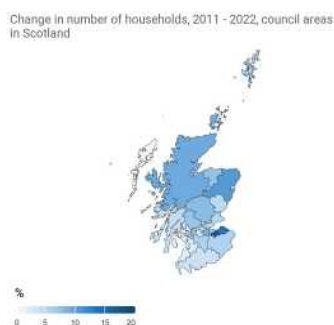 Change in number of households, 2011 - 2022, council areas
in Scotland
%
0 5 10 15 20